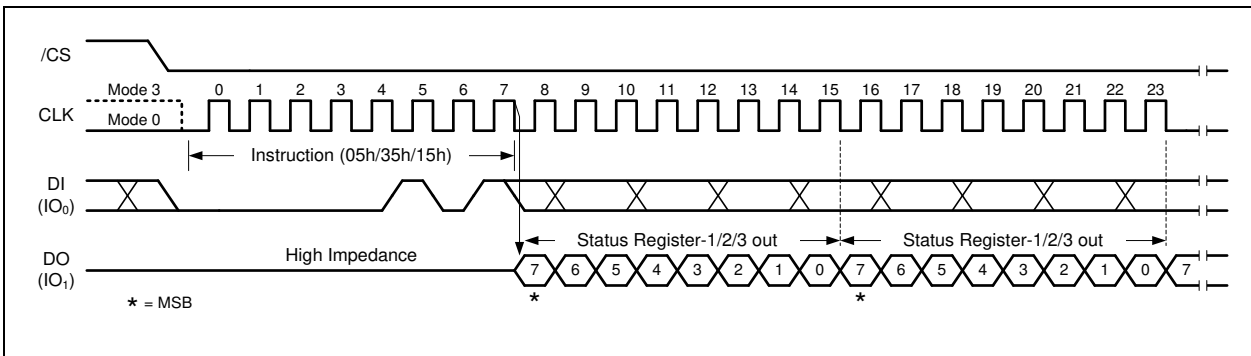 /CS
Mode 3 0 1 2 3 4 5 6 7 8 9 10 11 12 13 14 15 16 17 18 19 20 21 22 23
CLK
Mode 0
Instruction (05h/35h/15h)
DI
(IO₀)
Status Register-1/2/3 out Status Register-1/2/3 out
High Impedance
DO
(IO₁)
7 6 5 4 3 2 1 0 7 6 5 4 3 2 1 0 7
* *
* = MSB